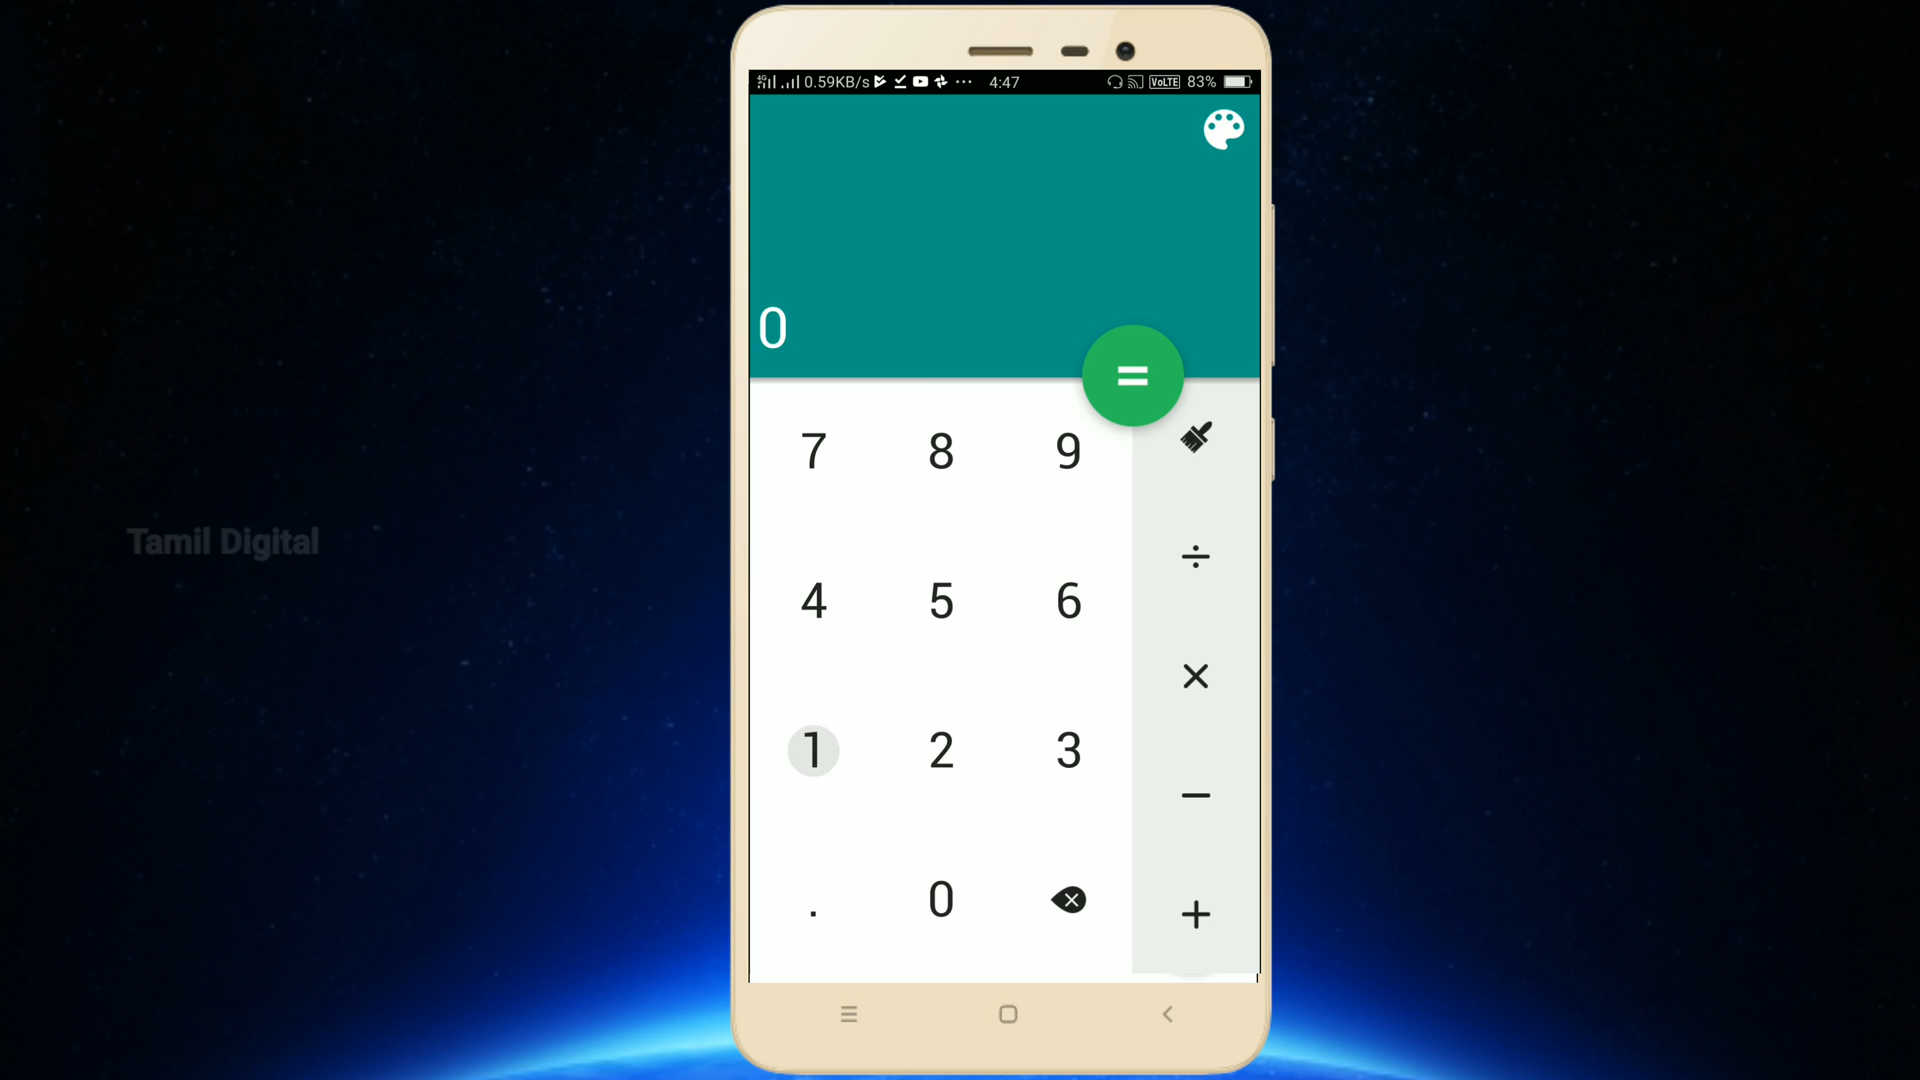 4G 0.59KB/s ... 4:47 VoLTE 83%
0
=
7 8 9
÷
4 5 6
×
1 2 3
−
. 0 +
Tamil Digital